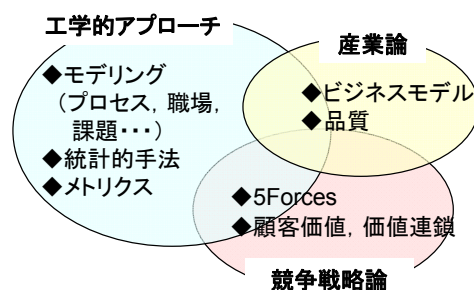 工学的アプローチ
◆モデリング
（プロセス，職場，
課題・・・）
◆統計的手法
◆メトリクス
産業論
◆ビジネスモデル
◆品質
◆5Forces
◆顧客価値，価値連鎖
競争戦略論